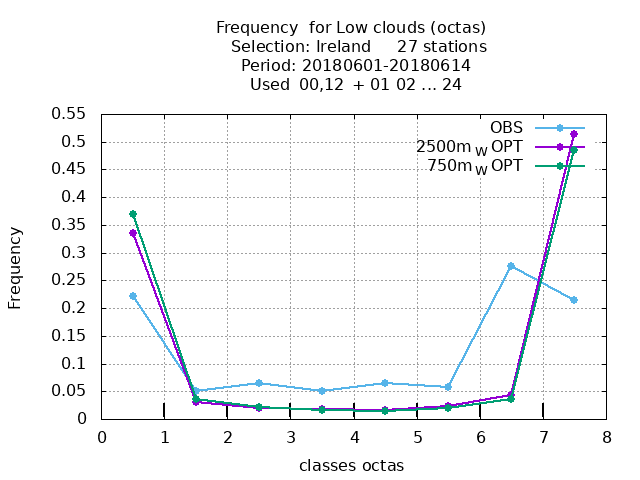 Frequency  for Low clouds (octas)
Selection: Ireland     27 stations
Period: 20180601-20180614
Used  00,12  + 01 02 ... 24
0.55
0.5
0.45
0.4
0.35
0.3
0.25
0.2
0.15
0.1
0.05
0
Frequency
OBS
2500m W OPT
750m W OPT
0 1 2 3 4 5 6 7 8
classes octas